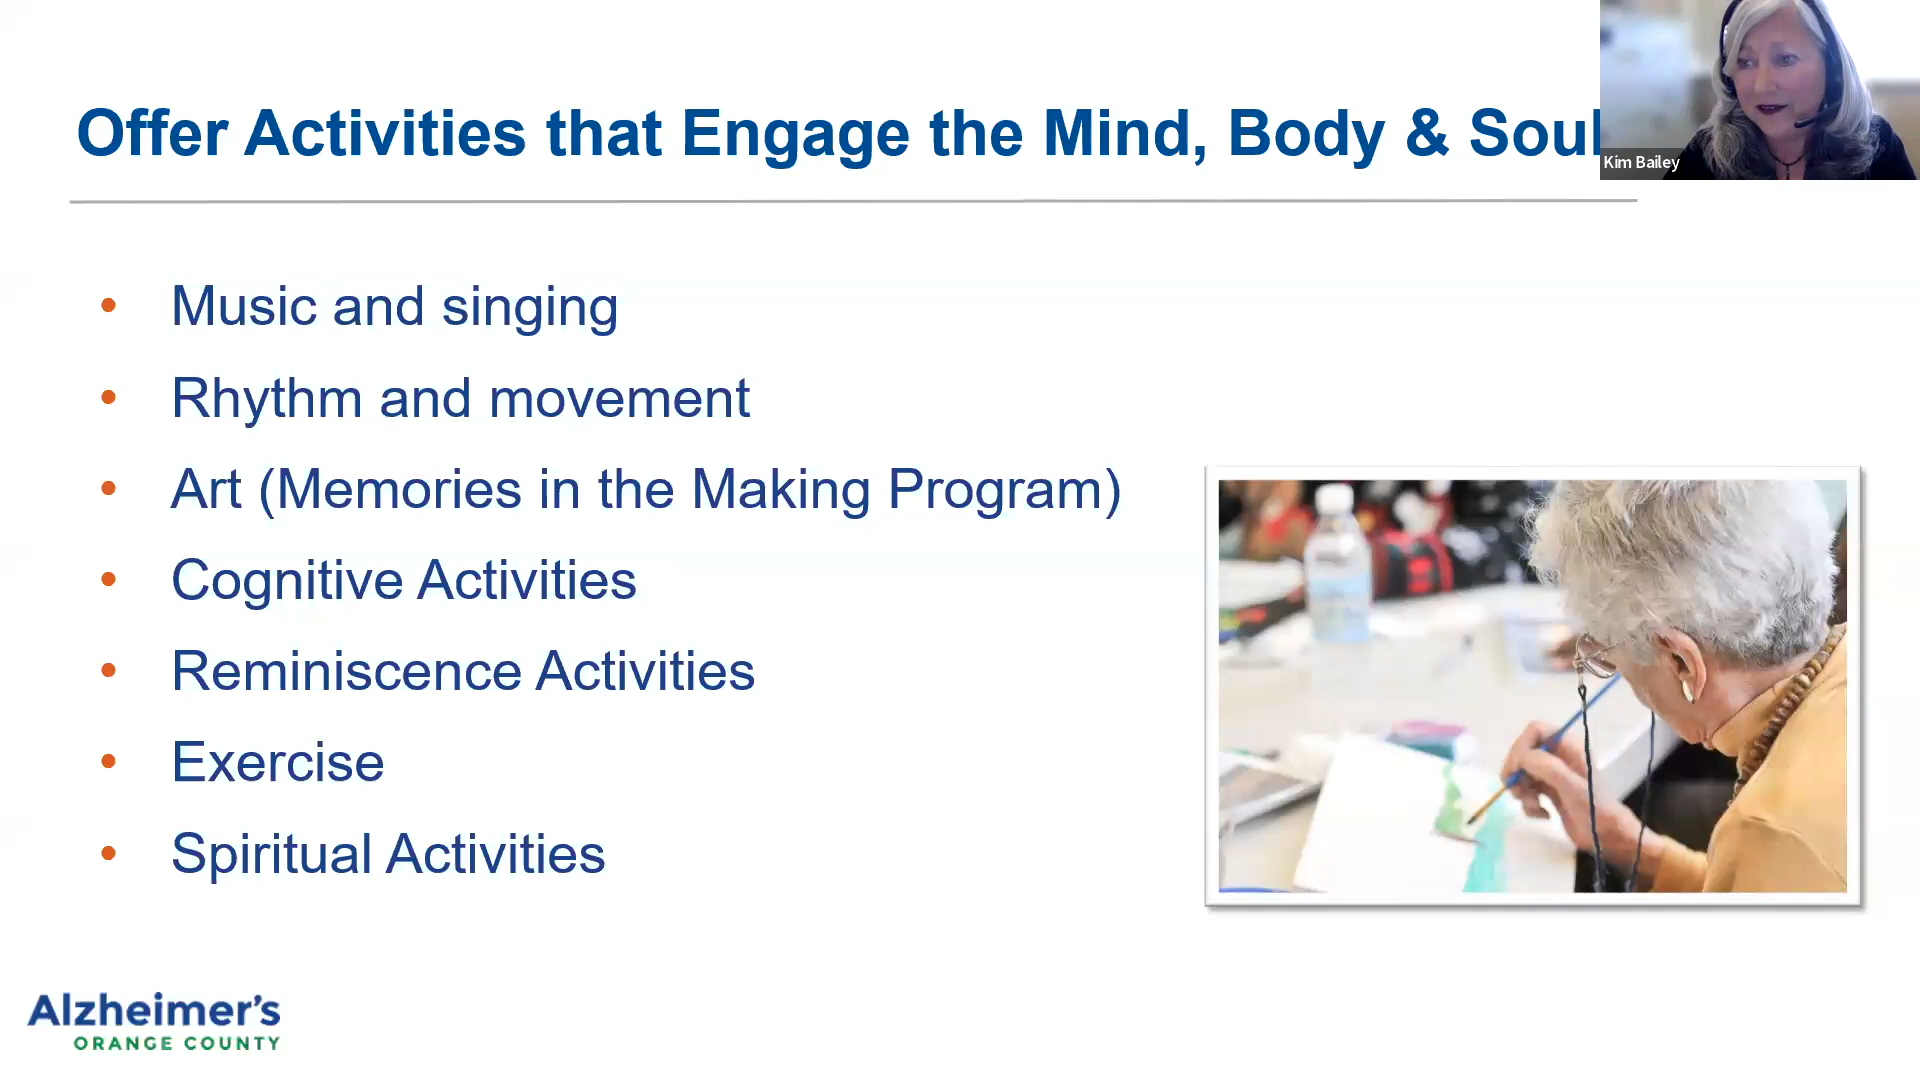 Offer Activities that Engage the Mind, Body & Soul
Kim Bailey
• Music and singing
• Rhythm and movement
• Art (Memories in the Making Program)
• Cognitive Activities
• Reminiscence Activities
• Exercise
• Spiritual Activities
Alzheimer's
ORANGE COUNTY